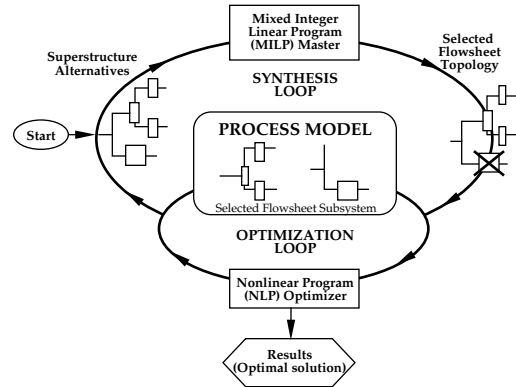 Mixed Integer
Linear Program
(MILP) Master
Superstructure
Alternatives
Selected
Flowsheet
Topology
SYNTHESIS
LOOP
Start
PROCESS MODEL
Selected Flowsheet Subsystem
OPTIMIZATION
LOOP
Nonlinear Program
(NLP) Optimizer
Results
(Optimal solution)